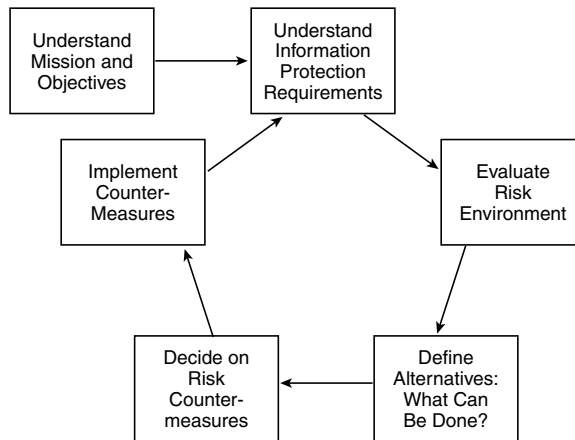 Understand
Mission and
Objectives
Understand
Information
Protection
Requirements
Implement
Counter-
Measures
Evaluate
Risk
Environment
Decide on
Risk
Counter-
measures
Define
Alternatives:
What Can
Be Done?